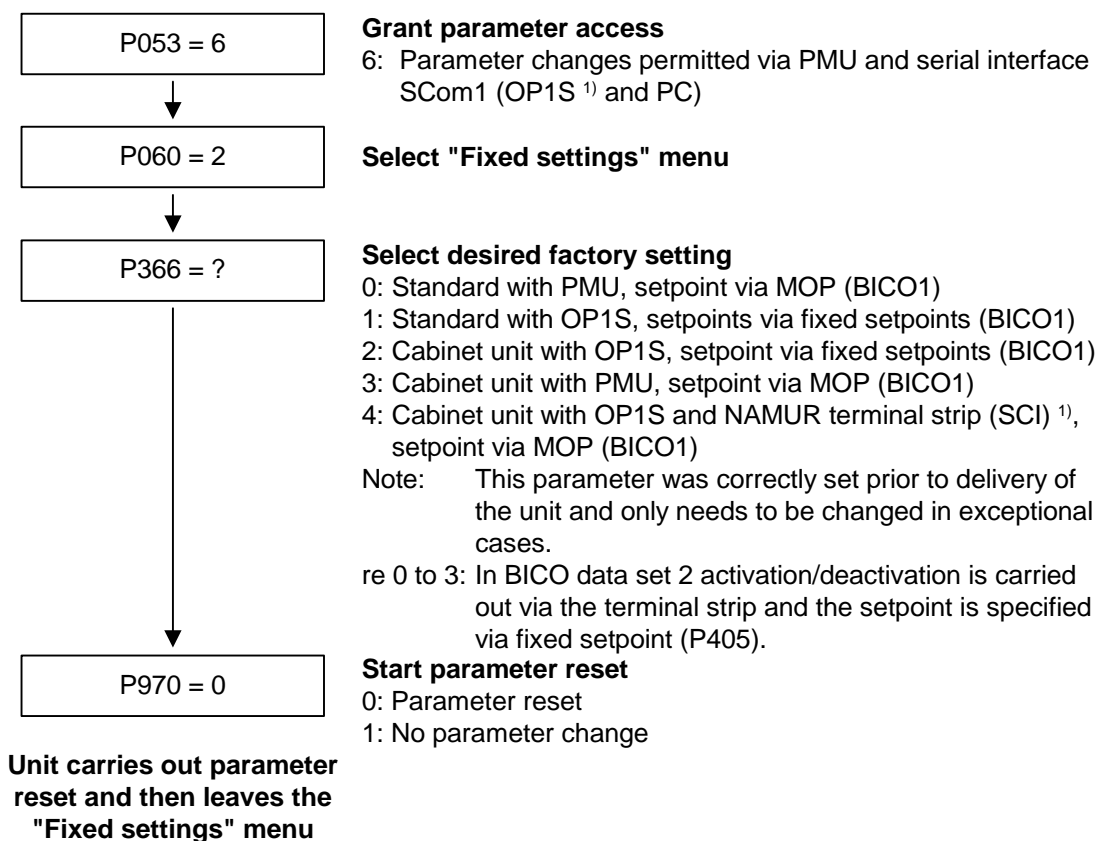 P053 = 6
Grant parameter access
6: Parameter changes permitted via PMU and serial interface
SCom1 (OP1S 1) and PC)
P060 = 2
Select "Fixed settings" menu
P366 = ?
Select desired factory setting
0: Standard with PMU, setpoint via MOP (BICO1)
1: Standard with OP1S, setpoints via fixed setpoints (BICO1)
2: Cabinet unit with OP1S, setpoint via fixed setpoints (BICO1)
3: Cabinet unit with PMU, setpoint via MOP (BICO1)
4: Cabinet unit with OP1S and NAMUR terminal strip (SCI) 1),
setpoint via MOP (BICO1)
Note: This parameter was correctly set prior to delivery of
the unit and only needs to be changed in exceptional
cases.
re 0 to 3: In BICO data set 2 activation/deactivation is carried
out via the terminal strip and the setpoint is specified
via fixed setpoint (P405).
P970 = 0
Start parameter reset
0: Parameter reset
1: No parameter change
Unit carries out parameter
reset and then leaves the
"Fixed settings" menu